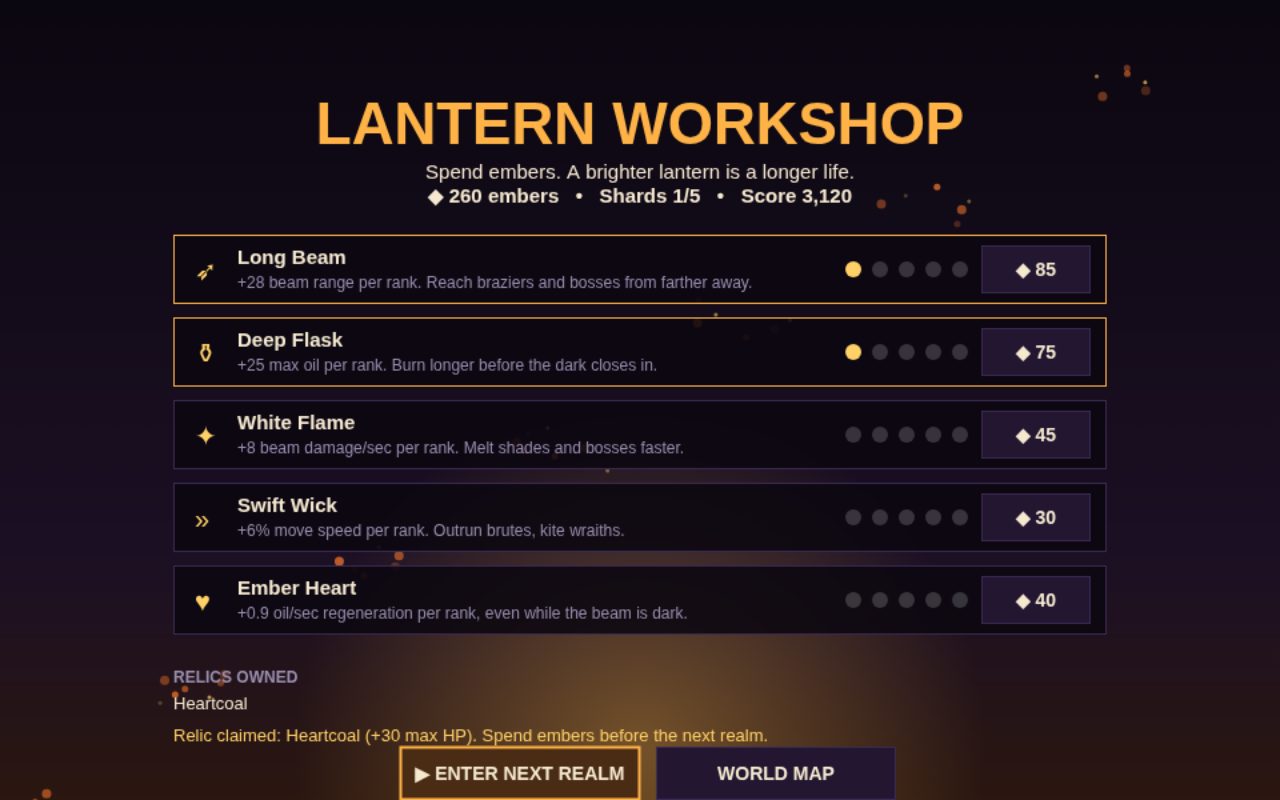 LANTERN WORKSHOP
Spend embers. A brighter lantern is a longer life.
◆ 260 embers • Shards 1/5 • Score 3,120
Long Beam
+28 beam range per rank. Reach braziers and bosses from farther away.
◆ 85
Deep Flask
+25 max oil per rank. Burn longer before the dark closes in.
◆ 75
White Flame
+8 beam damage/sec per rank. Melt shades and bosses faster.
◆ 45
Swift Wick
+6% move speed per rank. Outrun brutes, kite wraiths.
◆ 30
Ember Heart
+0.9 oil/sec regeneration per rank, even while the beam is dark.
◆ 40
RELICS OWNED
Heartcoal
Relic claimed: Heartcoal (+30 max HP). Spend embers before the next realm.
▶ ENTER NEXT REALM
WORLD MAP